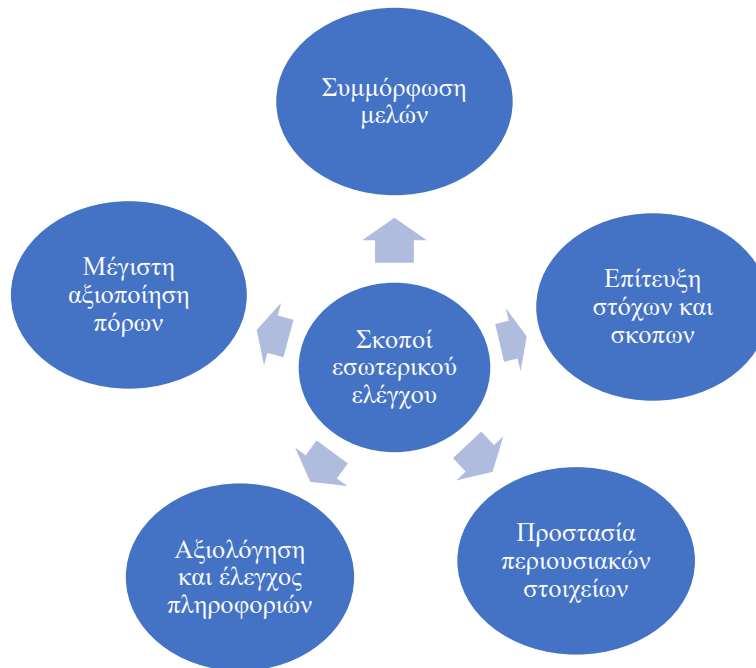 Συμμόρφωση
μελών
Επίτευξη
στόχων και
σκοπων
Προστασία
περιουσιακών
στοιχείων
Αξιολόγηση
και έλεγχος
πληροφοριών
Μέγιστη
αξιοποίηση
πόρων
Σκοποί
εσωτερικού
ελέγχου